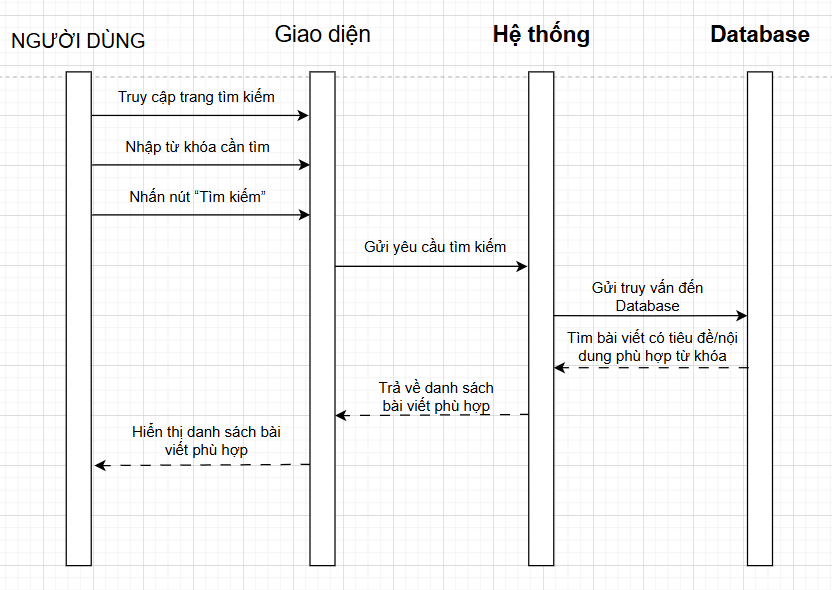 NGƯỜI DÙNG
Giao diện
Hệ thống
Database
Truy cập trang tìm kiếm
Nhập từ khóa cần tìm
Nhấn nút “Tìm kiếm”
Gửi yêu cầu tìm kiếm
Gửi truy vấn đến
Database
Tìm bài viết có tiêu đề/nội
dung phù hợp từ khóa
Trả về danh sách
bài viết phù hợp
Hiển thị danh sách bài
viết phù hợp